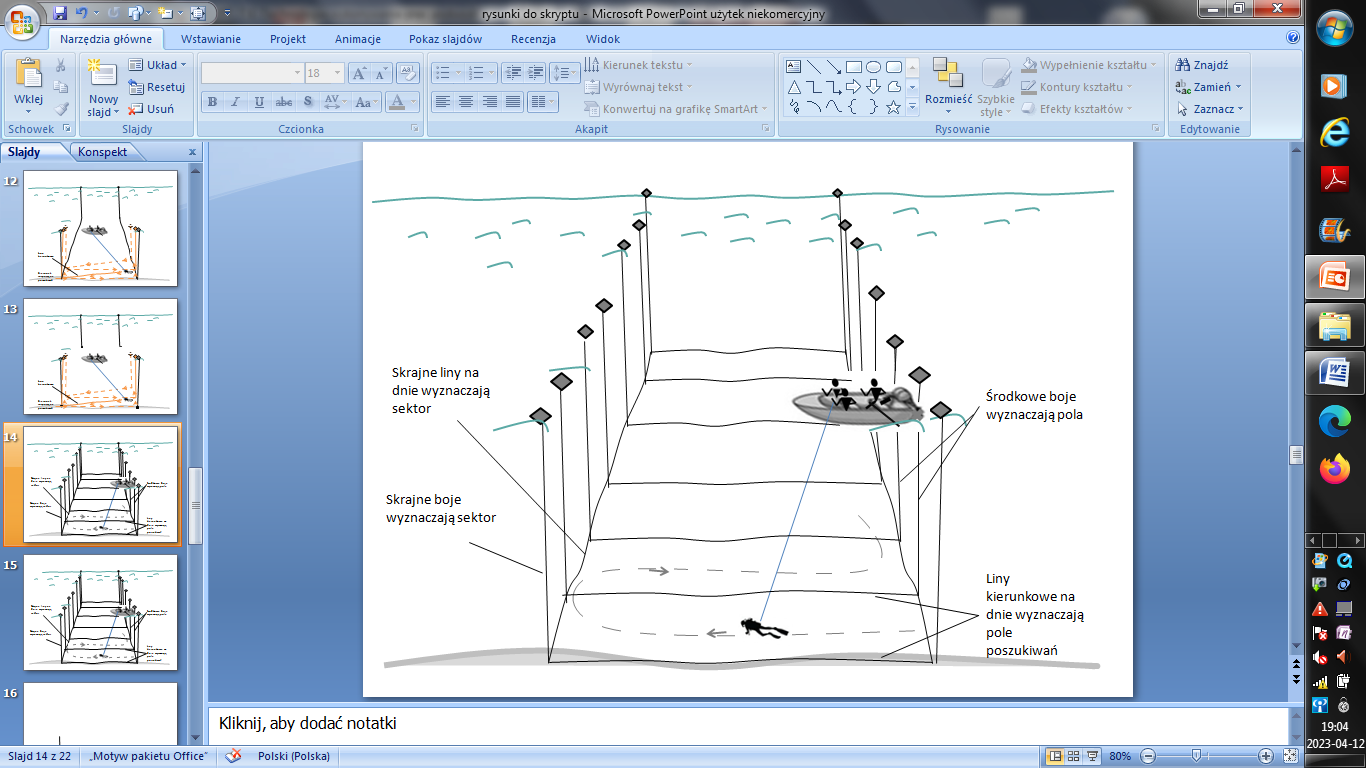 rysunki do skryptu - Microsoft PowerPoint użytek niekomercyjny
Narzędzia główne Wstawianie Projekt Animacje Pokaz slajdów Recenzja Widok
Wklej
Schowek
Nowy slajd
Układ
Resetuj
Usuń
Slajdy
18
B I U abc S AV Aa A
Czcionka
Kierunek tekstu
Wyrównaj tekst
Konwertuj na grafikę SmartArt
Akapit
Rozmieść
Szybkie style
Wypełnienie kształtu
Kontury kształtu
Efekty kształtów
Rysowanie
Znajdź
Zamień
Zaznacz
Edytowanie
Slajdy Konspekt x
12
13
14
15
16
Skrajne liny na
dnie wyznaczają
sektor
Skrajne boje
wyznaczają sektor
Środkowe boje
wyznaczają pola
Liny
kierunkowe na
dnie wyznaczają
pole
poszukiwań
Kliknij, aby dodać notatki
Slajd 14 z 22 „Motyw pakietu Office” Polski (Polska) 80%
19:04
2023-04-12